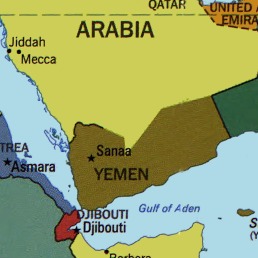 QATAR
UNITED A
EMIRA
Jiddah
Mecca
ARABIA
TREA
Asmara
Sanaa
YEMEN
DJIBOUTI
Djibouti
Gulf of Aden
S
(Y
Berbera